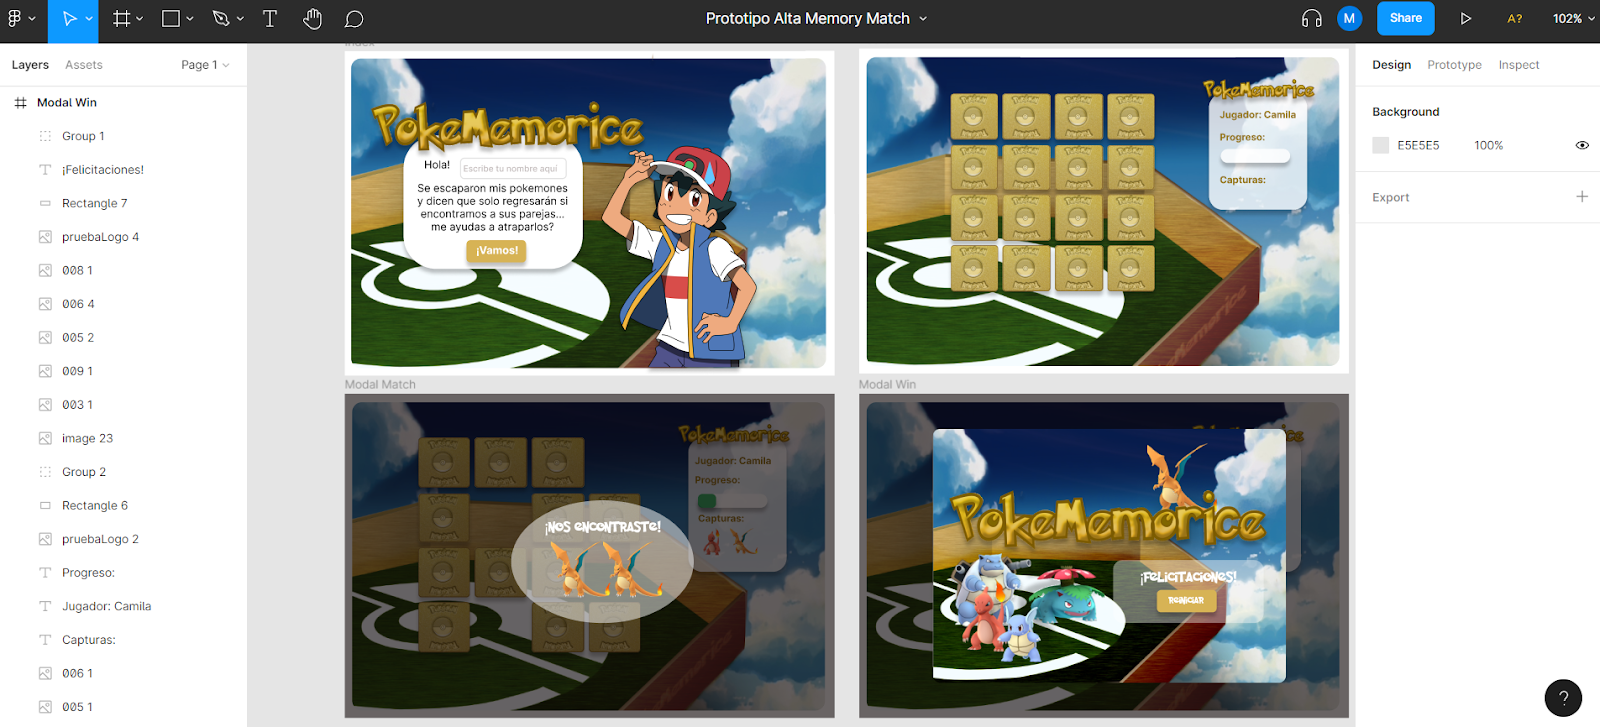 Prototipo Alta Memory Match
M
Share
A?
102%
Layers
Assets
Page 1
Design
Prototype
Inspect
Modal Win
Group 1
¡Felicitaciones!
Rectangle 7
pruebaLogo 4
008 1
006 4
005 2
009 1
003 1
image 23
Group 2
Rectangle 6
pruebaLogo 2
Progreso:
Jugador: Camila
Capturas:
006 1
005 1
Index
PokeMemorice
Hola!
Escribe tu nombre aquí
Se escaparon mis pokemones
y dicen que solo regresarán si
encontramos a sus parejas...
me ayudas a atraparlos?
¡Vamos!
PokeMemorice
Jugador: Camila
Progreso:
Capturas:
Modal Match
PokeMemorice
Jugador: Camila
Progreso:
Capturas:
¡NOS ENCONTRASTE!
Modal Win
PokeMemorice
¡FELICITACIONES!
REINICIAR
Background
E5E5E5
100%
Export
?